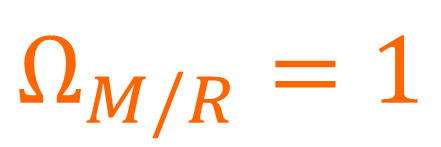 Ω_{M/R} = 1